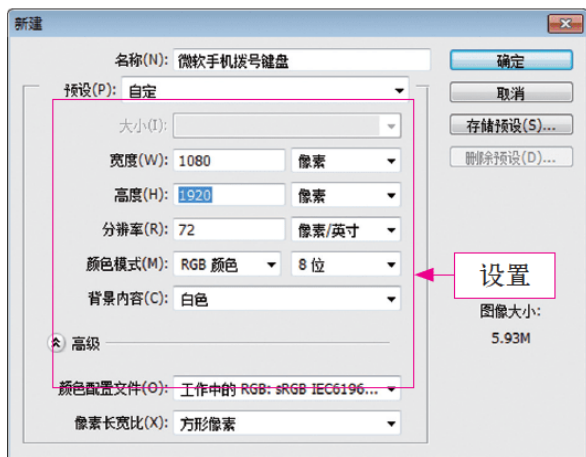 新建
名称(N): 微软手机拨号键盘 确定
预设(P): 自定 取消
大小(I): 存储预设(S)...
宽度(W): 1080 像素 删除预设(D)...
高度(H): 1920 像素
分辨率(R): 72 像素/英寸
颜色模式(M): RGB 颜色 8 位 设置
背景内容(C): 白色 图像大小:
高级 5.93M
颜色配置文件(O): 工作中的 RGB: sRGB IEC6196...
像素长宽比(X): 方形像素